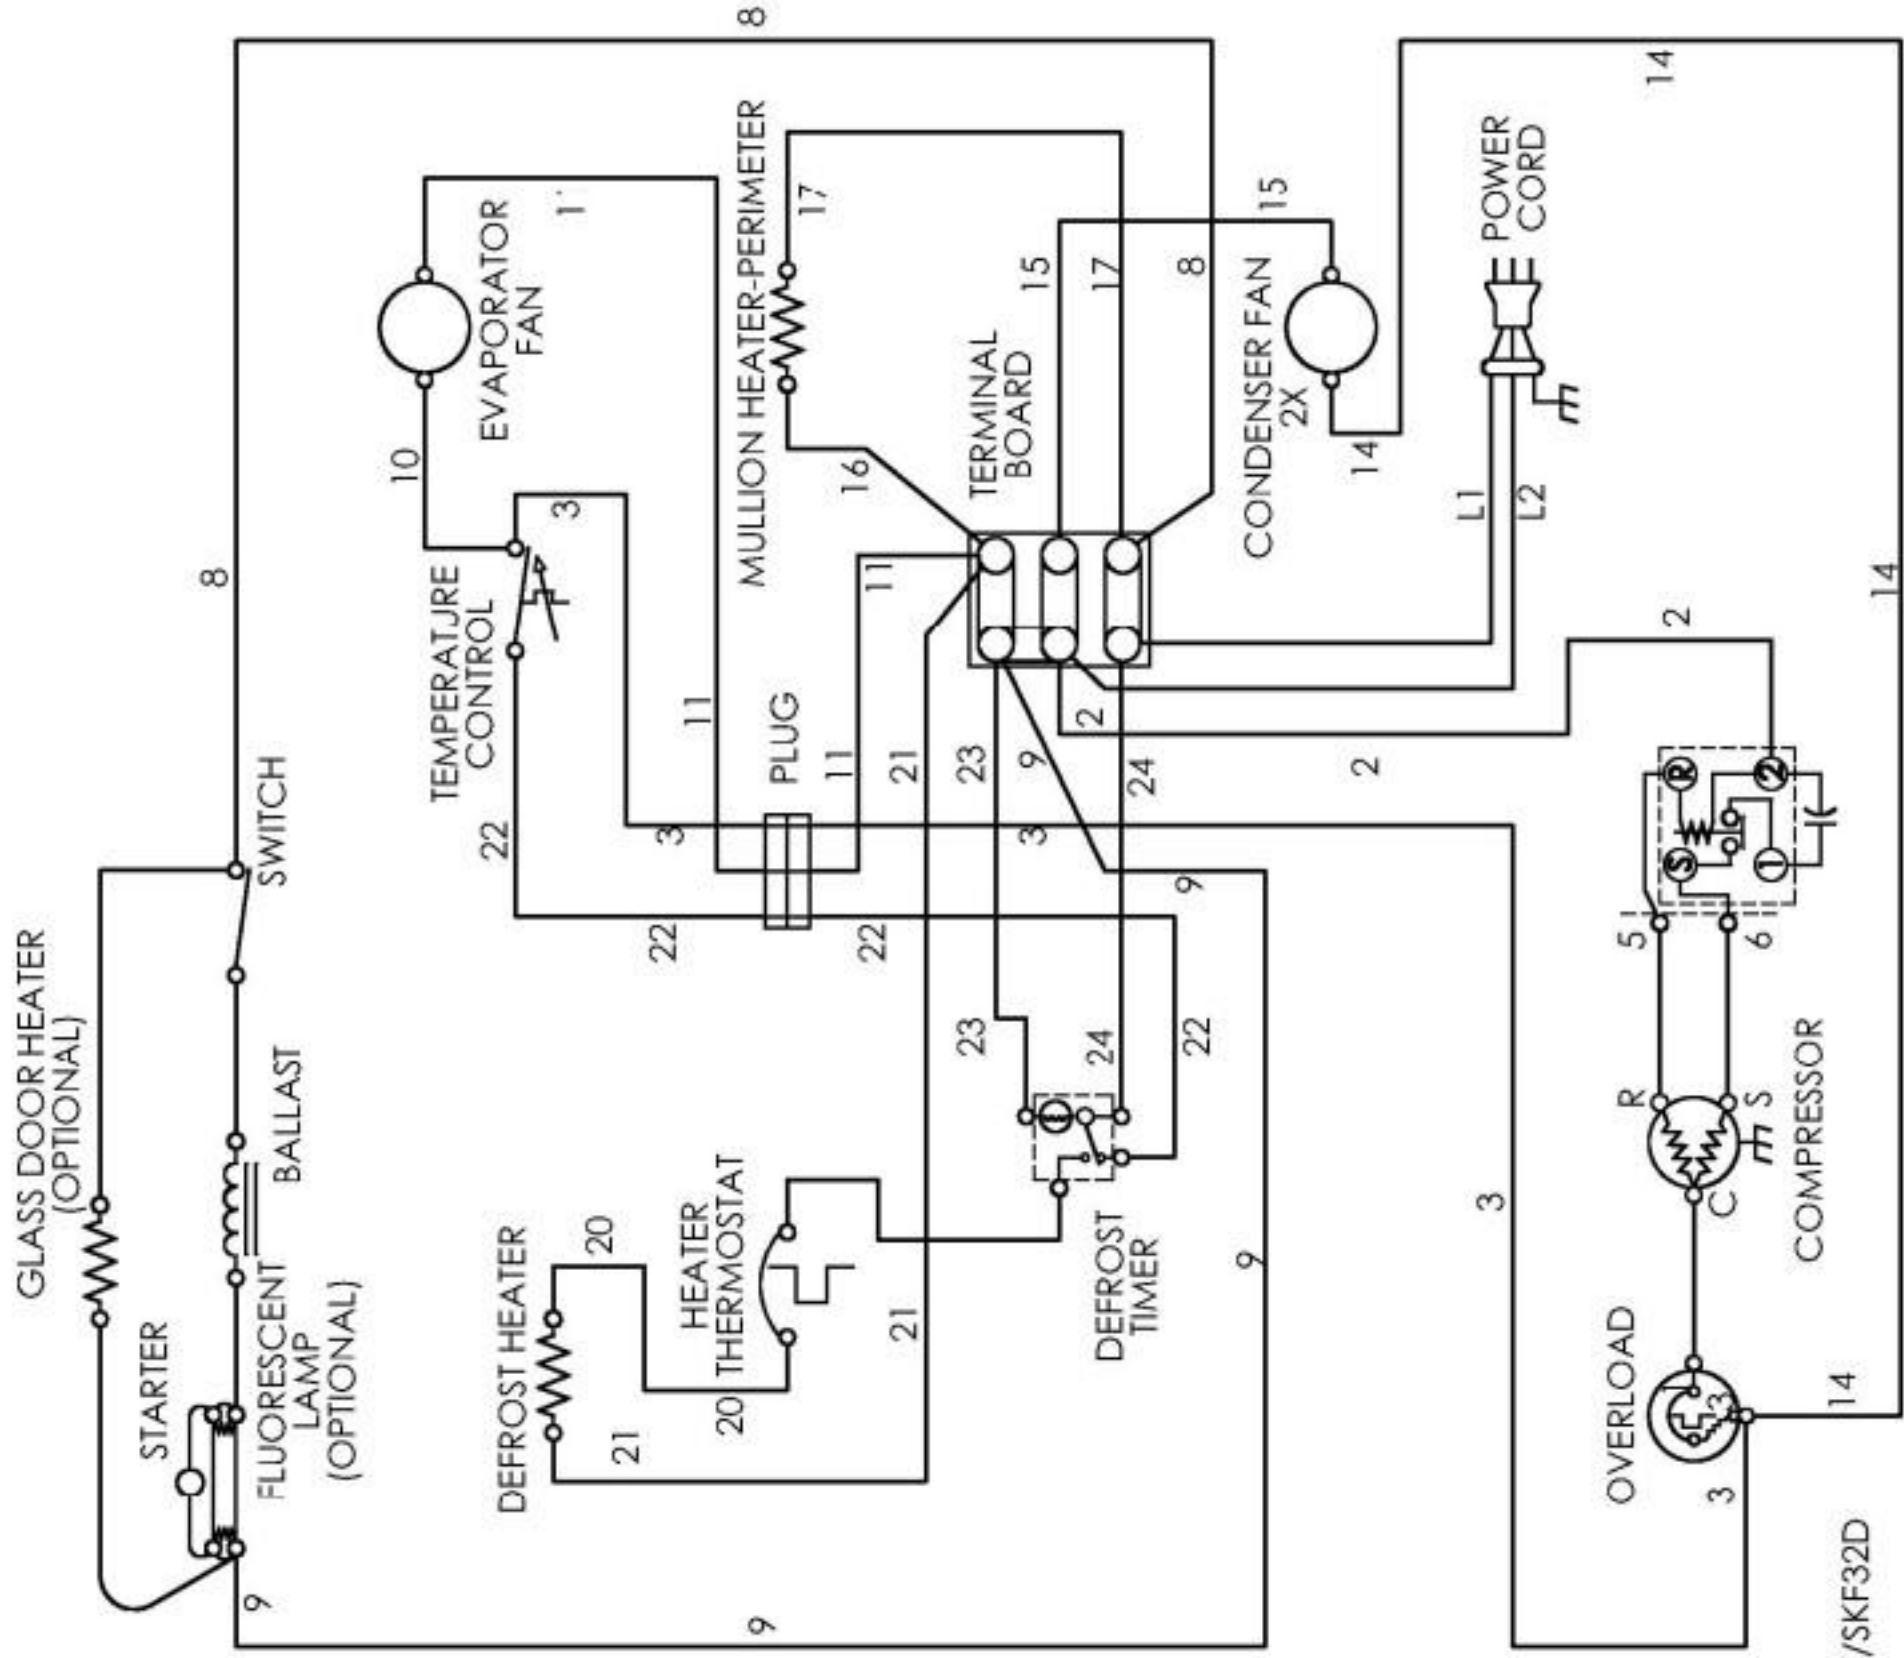 GLASS DOOR HEATER
(OPTIONAL)
STARTER
FLUORESCENT
LAMP
(OPTIONAL)
BALLAST
SWITCH
8
8
9
9
9
9
9
TEMPERATJRE
CONTROL
10
EVAPORATOR
FAN
1
3
22
22
22
22
3
3
3
3
11
11
11
PLUG
MULLION HEATER-PERIMETER
16
17
17
15
15
8
TERMINAL
BOARD
21
21
21
23
23
24
24
2
2
2
DEFROST HEATER
20
20
HEATER
THERMOSTAT
DEFROST
TIMER
CONDENSER FAN
2X
14
14
14
14
L1
L2
POWER
CORD
R
2
S
1
5
6
R
S
C
COMPRESSOR
OVERLOAD
1
3
/SKF32D